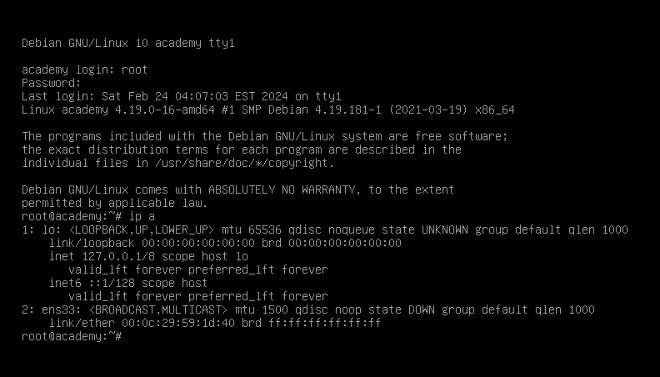 Debian GNU/Linux 10 academy tty1
academy login: root
Password:
Last login: Sat Feb 24 04:07:03 EST 2024 on tty1
Linux academy 4.19.0-16-amd64 #1 SMP Debian 4.19.181-1 (2021-03-19) x86_64
The programs included with the Debian GNU/Linux system are free software;
the exact distribution terms for each program are described in the
individual files in /usr/share/doc/*/copyright.
Debian GNU/Linux comes with ABSOLUTELY NO WARRANTY, to the extent
permitted by applicable law.
root@academy:~# ip a
1: lo: <LOOPBACK,UP,LOWER_UP> mtu 65536 qdisc noqueue state UNKNOWN group default qlen 1000
    link/loopback 00:00:00:00:00:00 brd 00:00:00:00:00:00
    inet 127.0.0.1/8 scope host lo
       valid_lft forever preferred_lft forever
    inet6 ::1/128 scope host
       valid_lft forever preferred_lft forever
2: ens33: <BROADCAST,MULTICAST> mtu 1500 qdisc noop state DOWN group default qlen 1000
    link/ether 00:0c:29:59:1d:40 brd ff:ff:ff:ff:ff:ff
root@academy:~#